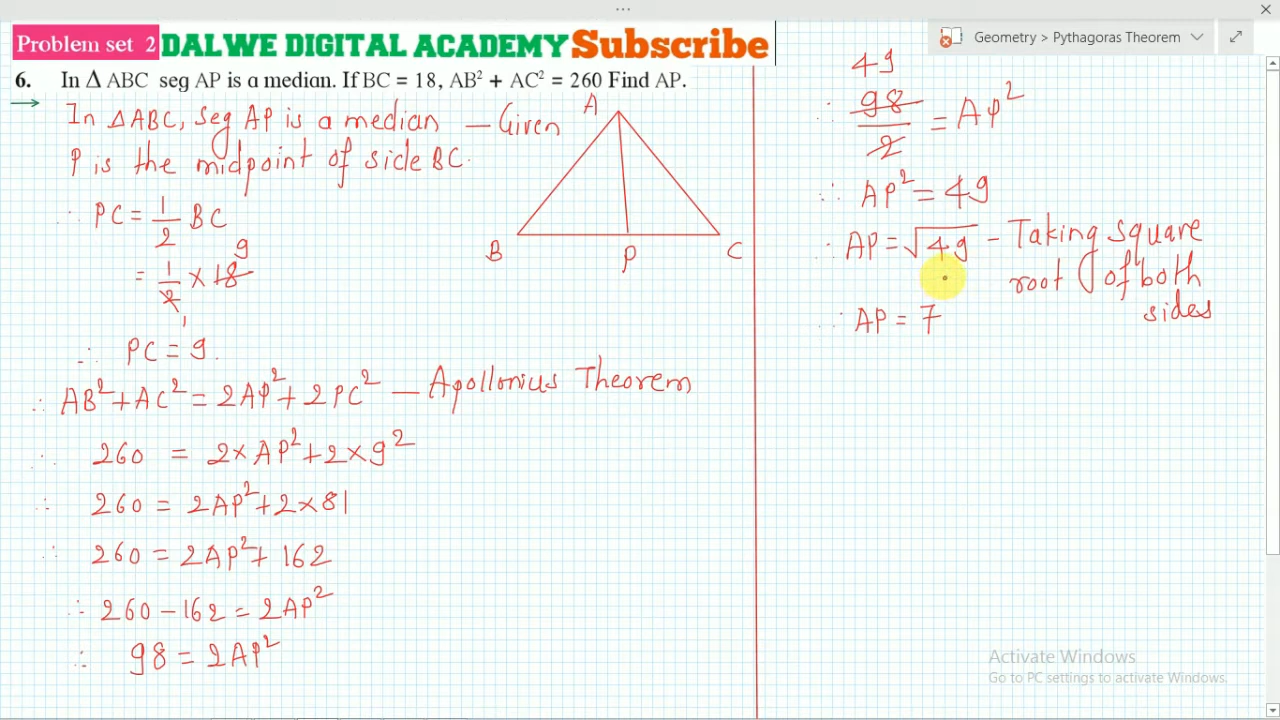 Problem set 2 DALWE DIGITAL ACADEMY Subscribe
6. In Δ ABC seg AP is a median. If BC = 18, AB² + AC² = 260 Find AP.
→ In ΔABC, Seg AP is a median — Given
P is the midpoint of side BC.
∴ PC = 1/2 BC
= 1/2 × 18
9
1
∴ PC = 9.
∴ AB² + AC² = 2AP² + 2PC² — Apollonius Theorem
∴ 260 = 2 × AP² + 2 × 9²
∴ 260 = 2AP² + 2 × 81
∴ 260 = 2AP² + 162
∴ 260 – 162 = 2AP²
∴ 98 = 2AP²
A
B
P
C
Geometry > Pythagoras Theorem
49
∴ 98/2 = AP²
∴ AP² = 49
∴ AP = √49 – Taking square
root of both
sides
∴ AP = 7
Activate Windows
Go to PC settings to activate Windows.